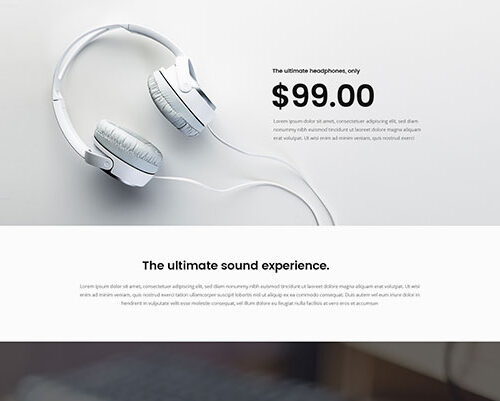 The ultimate headphones, only
$99.00
Lorem ipsum dolor sit amet, consectetuer adipiscing elit, sed diam
nonummy nibh euismod tincidunt ut laoreet dolore magna aliquam
erat volutpat. Ut wisi enim ad minim veniam, quis nostrud exerci
The ultimate sound experience.
Lorem ipsum dolor sit amet, consectetuer adipiscing elit, sed diam nonummy nibh euismod tincidunt ut laoreet dolore magna aliquam erat volutpat. Ut wisi
enim ad minim veniam, quis nostrud exerci tation ullamcorper suscipit lobortis nisl ut aliquip ex ea commodo consequat. Duis autem vel eum iriure dolor in
hendrerit in vulputate velit esse molestie consequat, vel illum dolore eu feugiat nulla facilisis at vero eros et accumsan